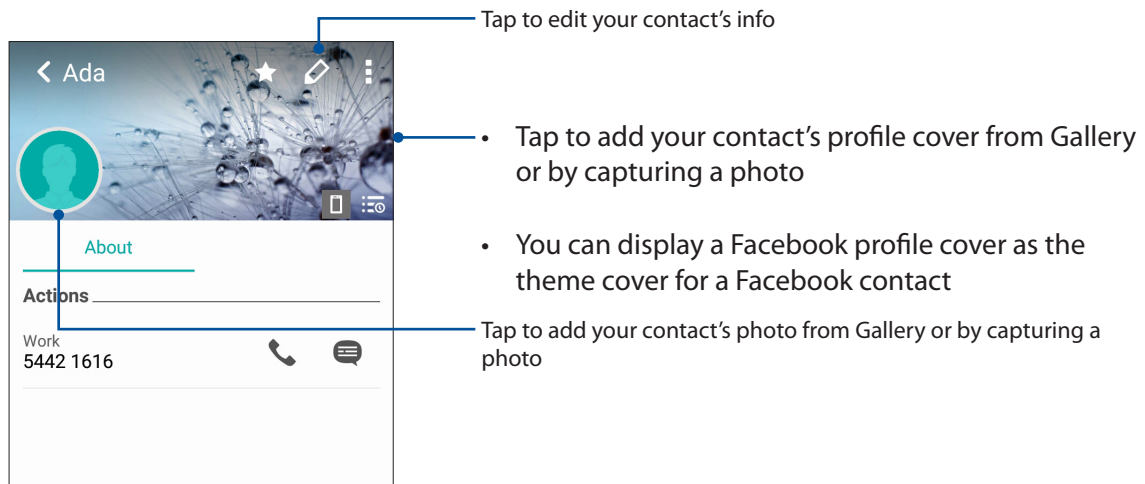 Tap to edit your contact's info
Ada
• Tap to add your contact's profile cover from Gallery
or by capturing a photo
• You can display a Facebook profile cover as the
theme cover for a Facebook contact
About
Actions
Tap to add your contact's photo from Gallery or by capturing a
photo
Work
5442 1616